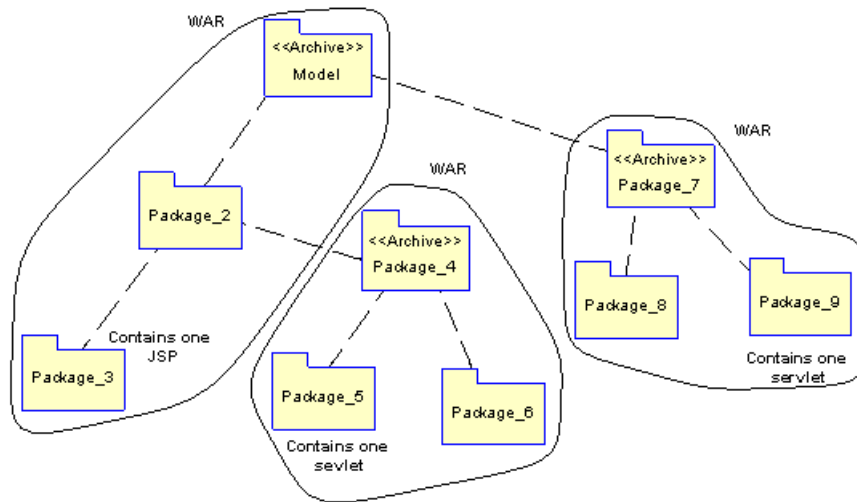 WAR
<<Archive>>
Model
WAR
<<Archive>>
Package_7
WAR
Package_2
<<Archive>>
Package_4
Package_8
Package_9
Contains one
JSP
Package_3
Contains one
servlet
Package_5
Package_6
Contains one
sevlet